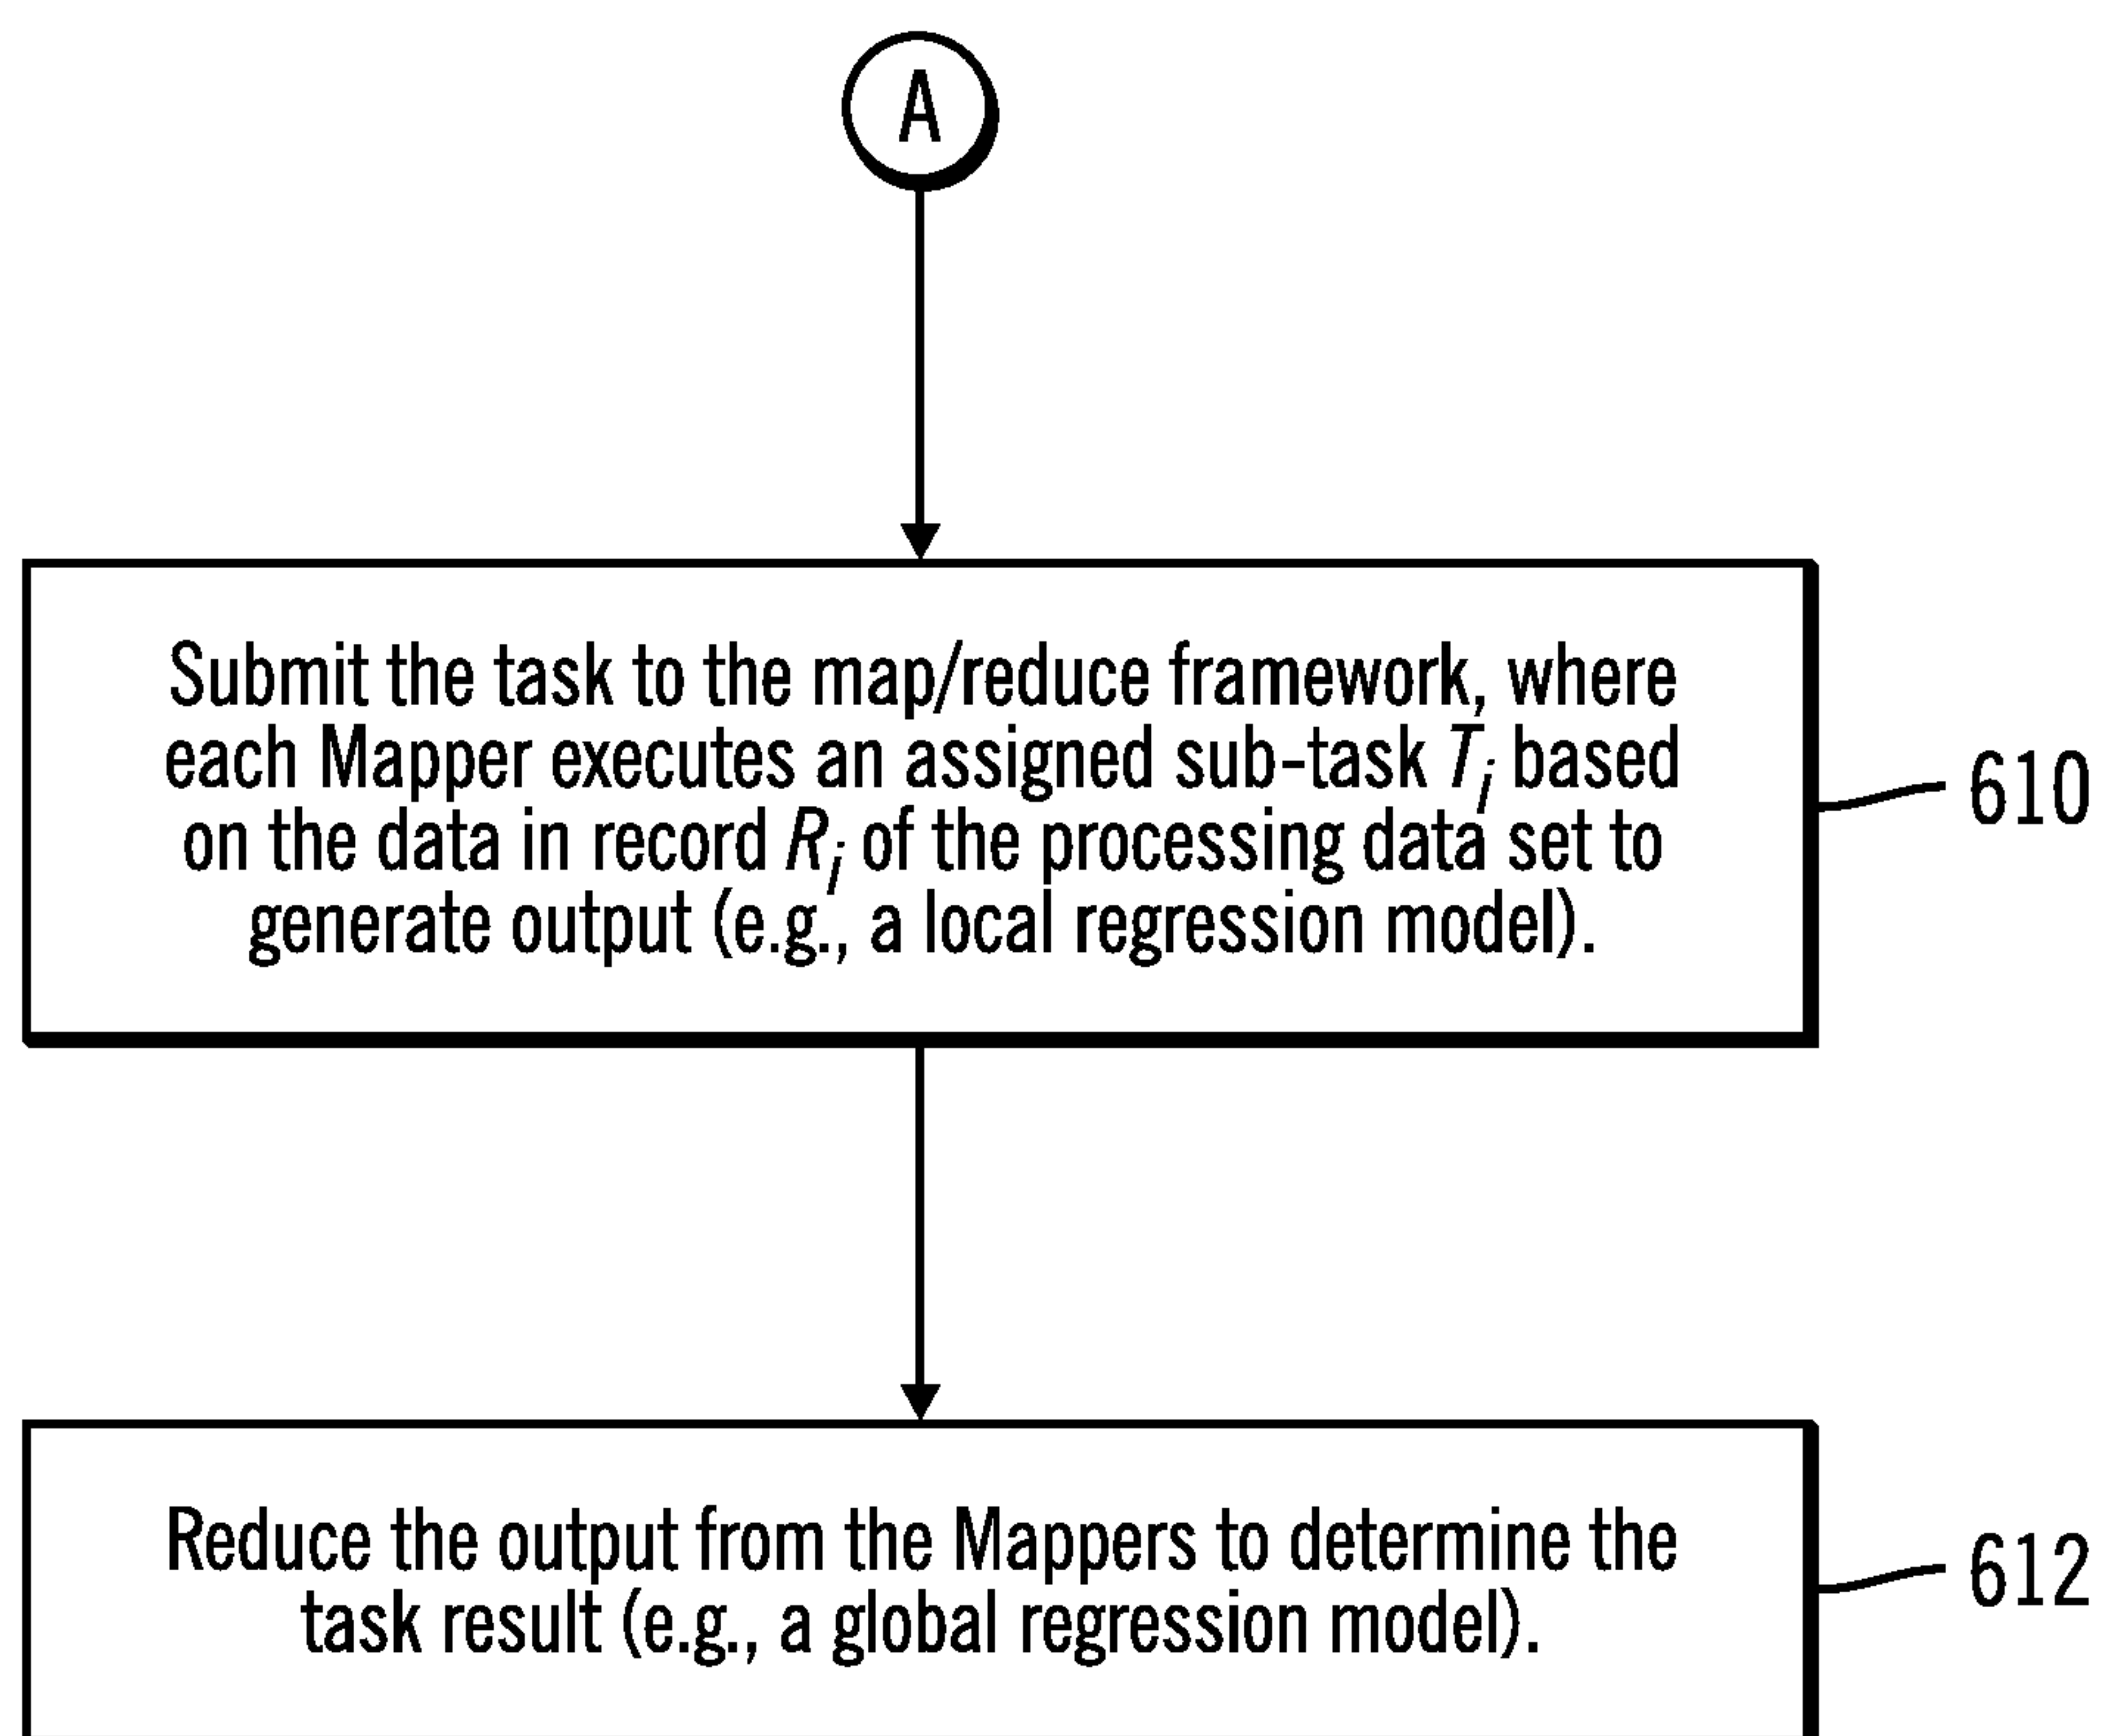 A
Submit the task to the map/reduce framework, where
each Mapper executes an assigned sub-task Ti based
on the data in record Ri of the processing data set to
generate output (e.g., a local regression model).
610
Reduce the output from the Mappers to determine the
task result (e.g., a global regression model).
612